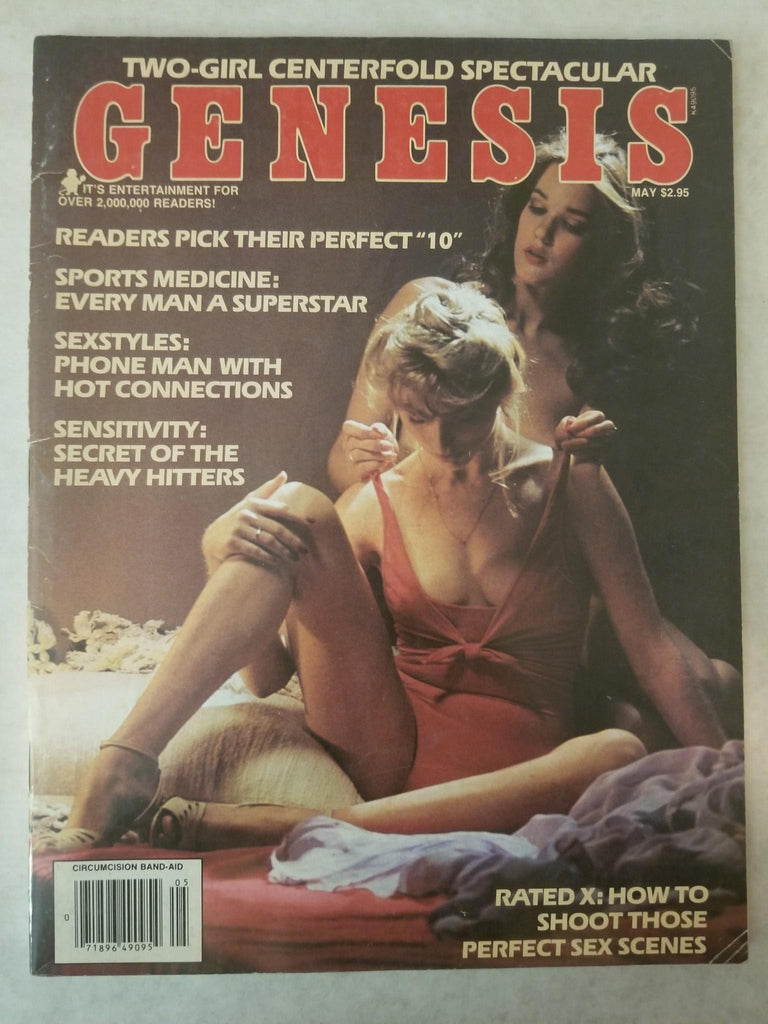 TWO-GIRL CENTERFOLD SPECTACULAR
GENESIS
K49095
IT'S ENTERTAINMENT FOR
OVER 2,000,000 READERS!
MAY $2.95
READERS PICK THEIR PERFECT "10"
SPORTS MEDICINE:
EVERY MAN A SUPERSTAR
SEXSTYLES:
PHONE MAN WITH
HOT CONNECTIONS
SENSITIVITY:
SECRET OF THE
HEAVY HITTERS
CIRCUMCISION BAND-AID
05
0
71896 49095
RATED X: HOW TO
SHOOT THOSE
PERFECT SEX SCENES